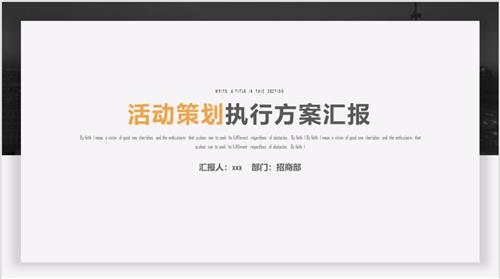 WRITE A TITLE IN THIS SECTION
活动策划执行方案汇报
By faith I mean a vision of good one cherishes and the enthusiasm that pushes one to seek its fulfillment regardless of obstacles. By faith I By faith I mean a vision of good one cherishes and the enthusiasm that
pushes one to seek its fulfillment regardless of obstacles. By faith I
汇报人：xxx 部门：招商部